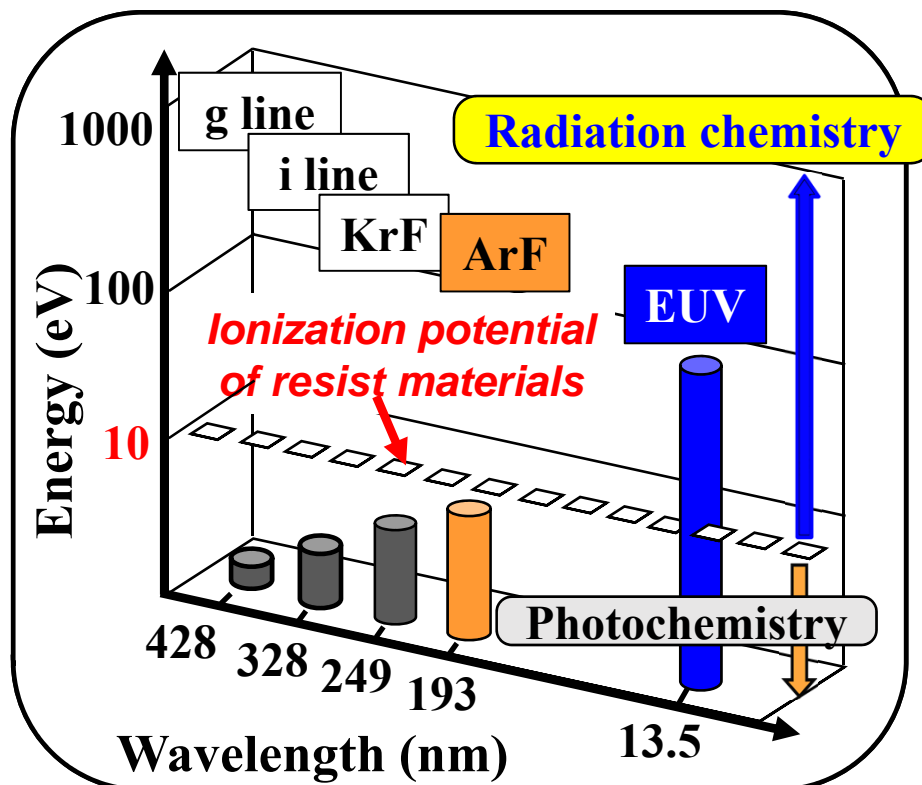 1000
g line
Radiation chemistry
i line
KrF
ArF
100
EUV
Ionization potential
of resist materials
10
Energy (eV)
Photochemistry
428
328
249
193
13.5
Wavelength (nm)